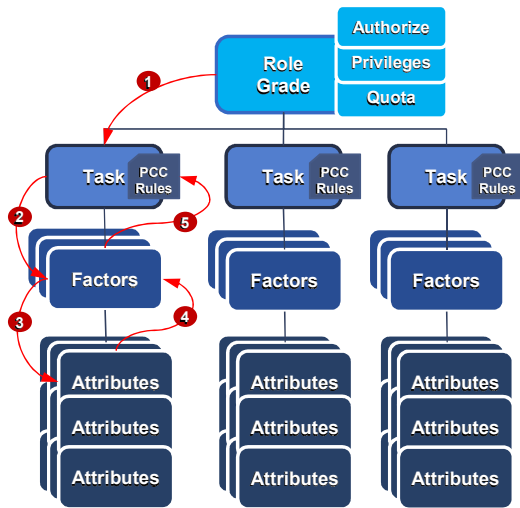 Authorize
Role
Grade
Privileges
Quota
1
Task
PCC
Rules
Task
PCC
Rules
Task
PCC
Rules
2
5
Factors
Factors
Factors
3
4
Attributes
Attributes
Attributes
Attributes
Attributes
Attributes
Attributes
Attributes
Attributes